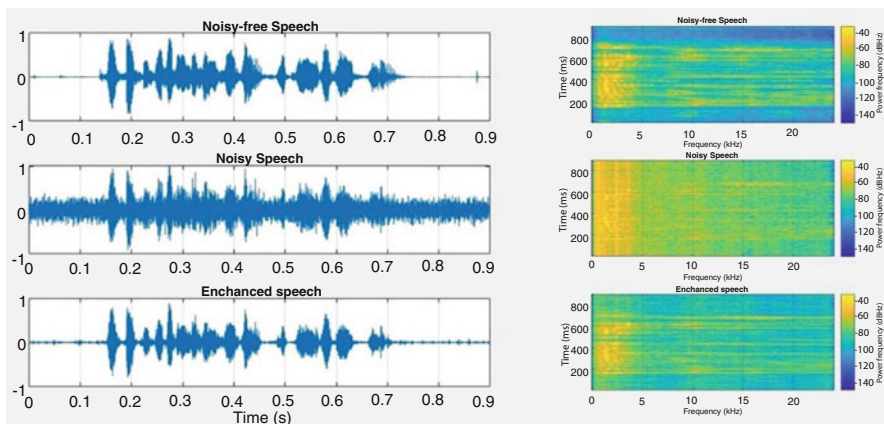 Noisy-free Speech
1
0
-1
0 0.1 0.2 0.3 0.4 0.5 0.6 0.7 0.8 0.9
Noisy Speech
1
0
-1
0 0.1 0.2 0.3 0.4 0.5 0.6 0.7 0.8 0.9
Enchanced speech
1
0
-1
0 0.1 0.2 0.3 0.4 0.5 0.6 0.7 0.8 0.9
Time (s)
Noisy-free Speech
Time (ms)
800
600
400
200
0 5 10 15 20
Frequency (kHz)
-40
-60
-80
-100
-120
-140
Power frequency (dBHz)
Noisy Speech
Time (ms)
800
600
400
200
0 5 10 15 20
Frequency (kHz)
-40
-60
-80
-100
-120
-140
Power frequency (dBHz)
Enchanced speech
Time (ms)
800
600
400
200
0 5 10 15 20
Frequency (kHz)
-40
-60
-80
-100
-120
-140
Power frequency (dBHz)